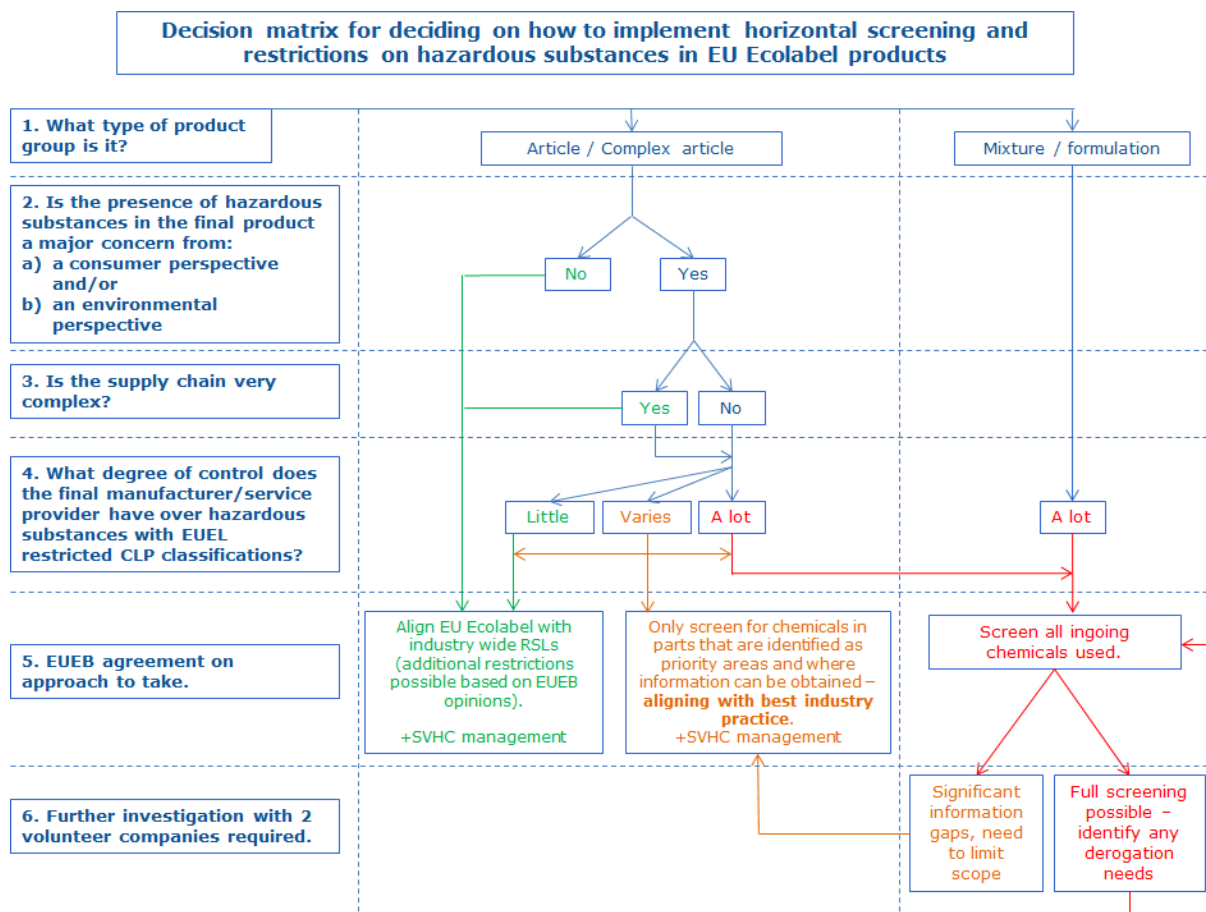 Decision matrix for deciding on how to implement horizontal screening and
restrictions on hazardous substances in EU Ecolabel products
1. What type of product
group is it?
Article / Complex article
Mixture / formulation
2. Is the presence of hazardous
substances in the final product
a major concern from:
a) a consumer perspective
and/or
b) an environmental
perspective
No
Yes
3. Is the supply chain very
complex?
Yes
No
4. What degree of control does
the final manufacturer/service
provider have over hazardous
substances with EUEL
restricted CLP classifications?
Little
Varies
A lot
A lot
5. EUEB agreement on
approach to take.
Align EU Ecolabel with
industry wide RSLs
(additional restrictions
possible based on EUEB
opinions).
+SVHC management
Only screen for chemicals in
parts that are identified as
priority areas and where
information can be obtained –
aligning with best industry
practice.
+SVHC management
Screen all ingoing
chemicals used.
6. Further investigation with 2
volunteer companies required.
Significant
information
gaps, need
to limit
scope
Full screening
possible –
identify any
derogation
needs